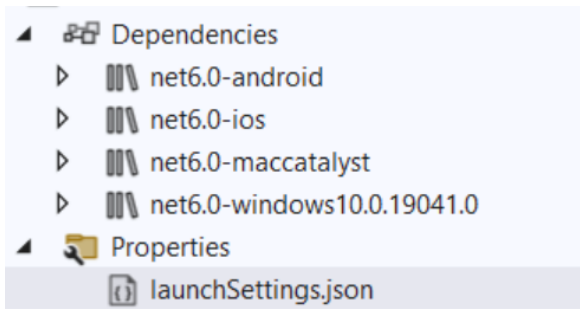 Dependencies
net6.0-android
net6.0-ios
net6.0-maccatalyst
net6.0-windows10.0.19041.0
Properties
launchSettings.json